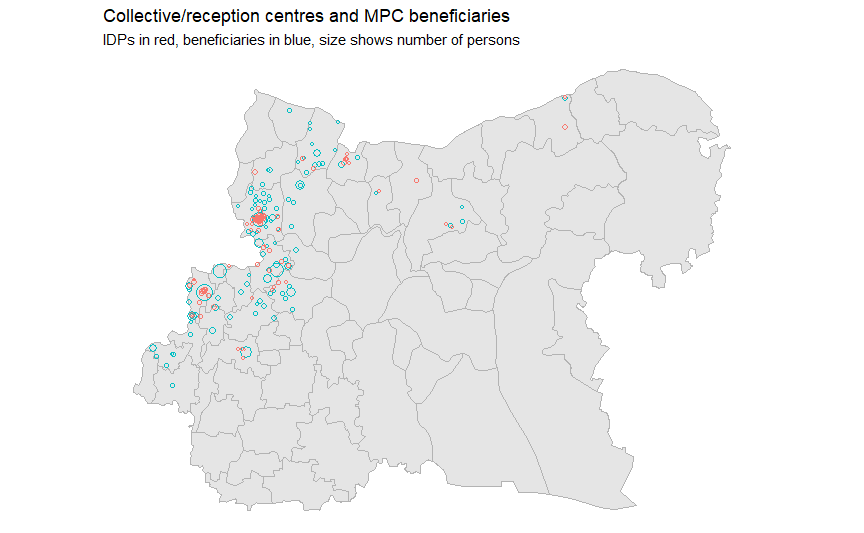 Collective/reception centres and MPC beneficiaries
IDPs in red, beneficiaries in blue, size shows number of persons